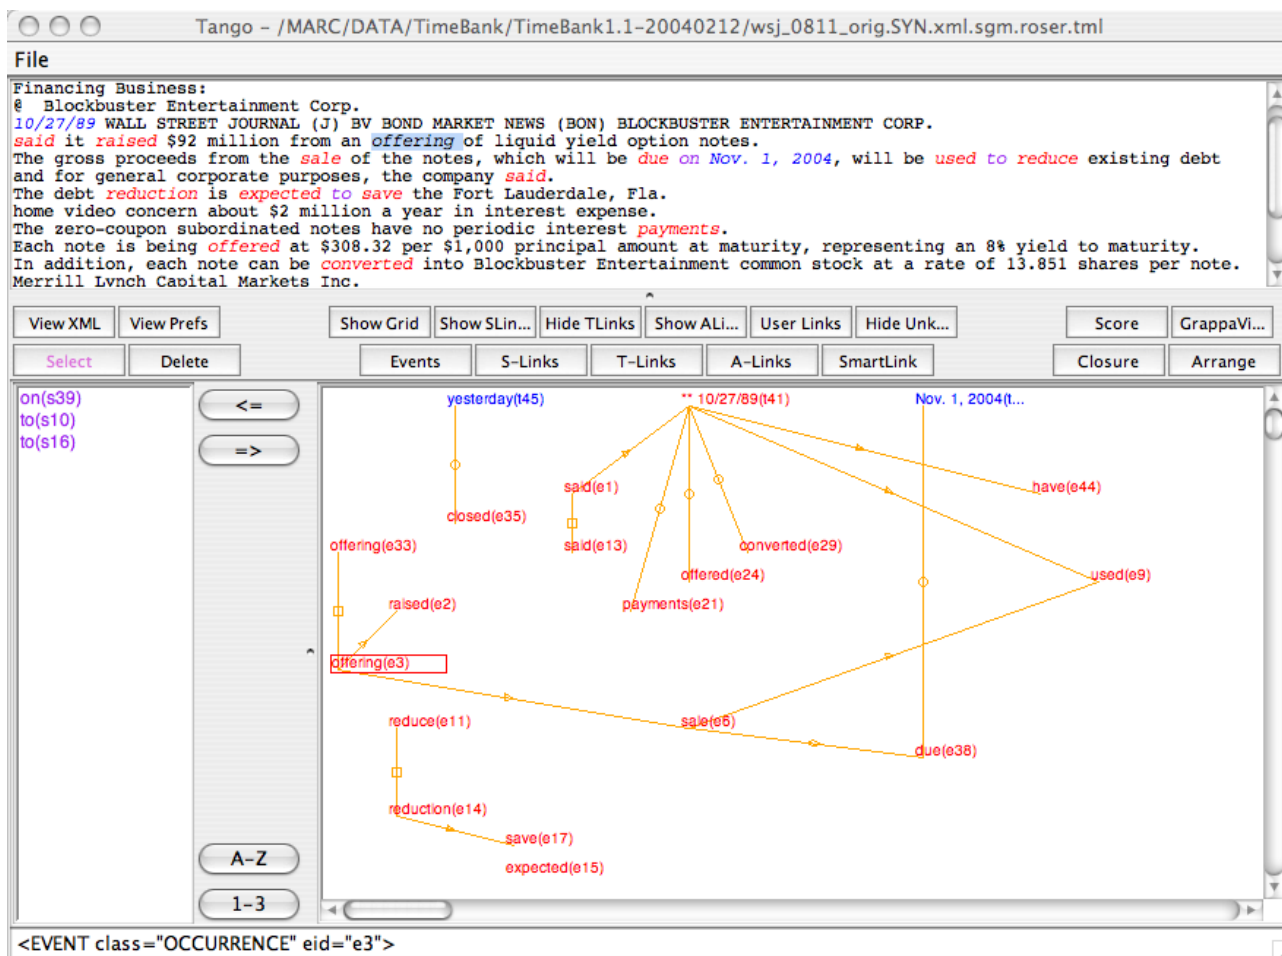 Tango – /MARC/DATA/TimeBank/TimeBank1.1–20040212/wsj_0811_orig.SYN.xml.sgm.roser.tml
File
Financing Business:
@ Blockbuster Entertainment Corp.
10/27/89 WALL STREET JOURNAL (J) BV BOND MARKET NEWS (BON) BLOCKBUSTER ENTERTAINMENT CORP.
said it raised $92 million from an offering of liquid yield option notes.
The gross proceeds from the sale of the notes, which will be due on Nov. 1, 2004, will be used to reduce existing debt
and for general corporate purposes, the company said.
The debt reduction is expected to save the Fort Lauderdale, Fla.
home video concern about $2 million a year in interest expense.
The zero-coupon subordinated notes have no periodic interest payments.
Each note is being offered at $308.32 per $1,000 principal amount at maturity, representing an 8% yield to maturity.
In addition, each note can be converted into Blockbuster Entertainment common stock at a rate of 13.851 shares per note.
Merrill Lynch Capital Markets Inc.
View XML View Prefs Show Grid Show SLin... Hide TLinks Show ALi... User Links Hide Unk... Score GrappaVi...
Select Delete Events S-Links T-Links A-Links SmartLink Closure Arrange
on(s39)
to(s10)
to(s16)
<=
=>
A-Z
1-3
yesterday(t45) ** 10/27/89(t41) Nov. 1, 2004(t...
said(e1) have(e44)
closed(e35)
offering(e33) said(e13) converted(e29)
offered(e24) used(e9)
raised(e2) payments(e21)
offering(e3)
reduce(e11) sale(e6)
due(e38)
reduction(e14)
save(e17)
expected(e15)
<EVENT class="OCCURRENCE" eid="e3">